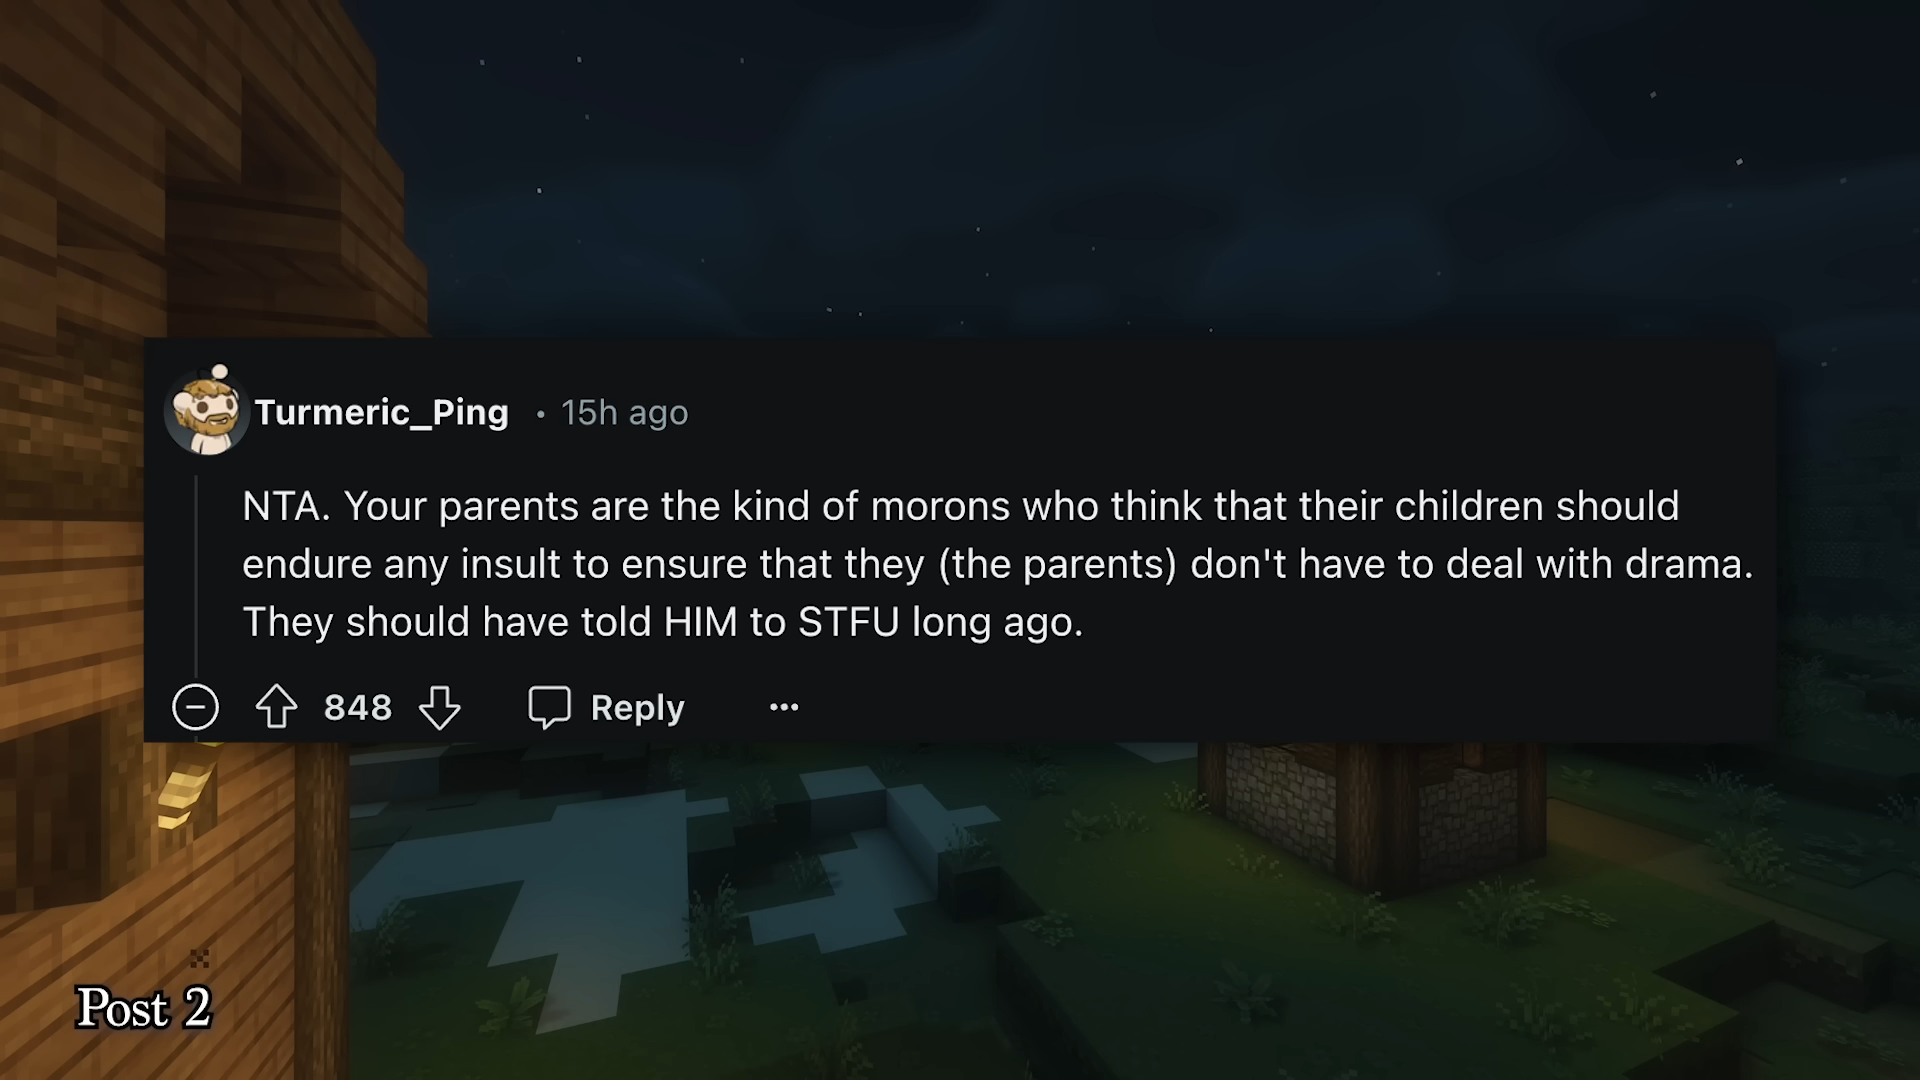 Turmeric_Ping • 15h ago
NTA. Your parents are the kind of morons who think that their children should
endure any insult to ensure that they (the parents) don't have to deal with drama.
They should have told HIM to STFU long ago.
848 Reply ...
Post 2